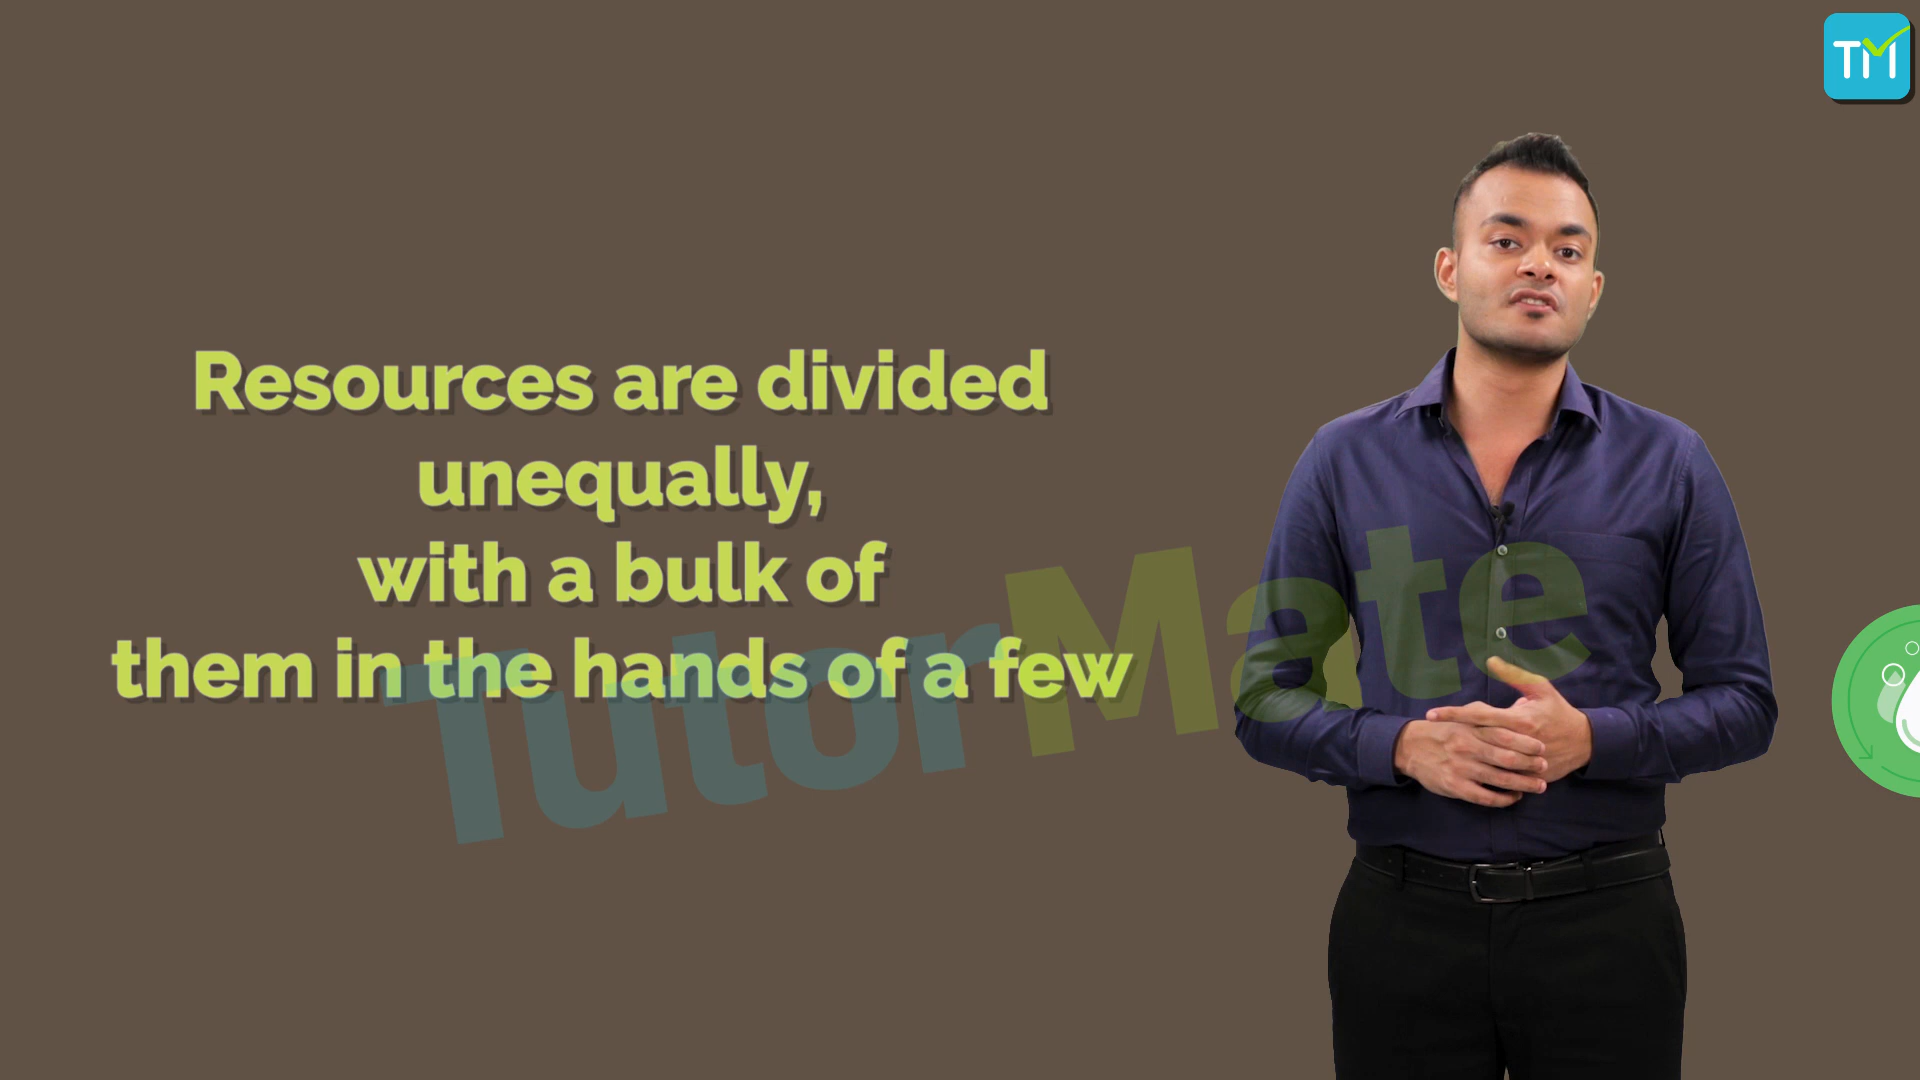 TM
Resources are divided
unequally,
with a bulk of
them in the hands of a few
TutorMate